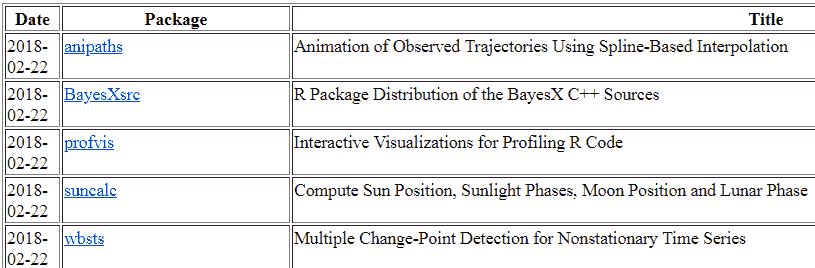 Date Package Title
2018- anipaths Animation of Observed Trajectories Using Spline-Based Interpolation
02-22
2018- BayesXsrc R Package Distribution of the BayesX C++ Sources
02-22
2018- profvis Interactive Visualizations for Profiling R Code
02-22
2018- suncalc Compute Sun Position, Sunlight Phases, Moon Position and Lunar Phase
02-22
2018- wbsts Multiple Change-Point Detection for Nonstationary Time Series
02-22